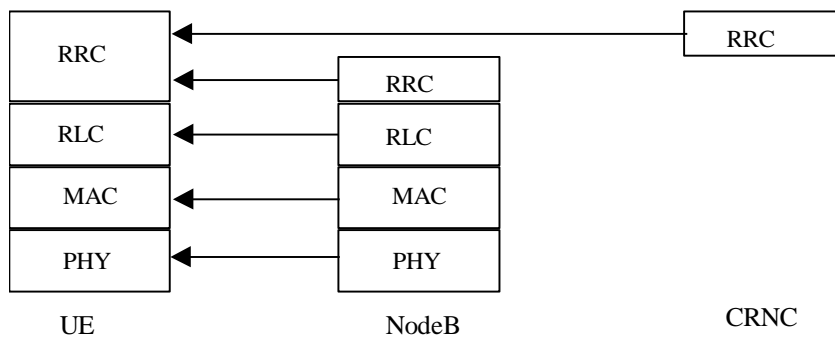 RRC
RRC
RRC
RLC
RLC
MAC
MAC
PHY
PHY
UE
NodeB
CRNC